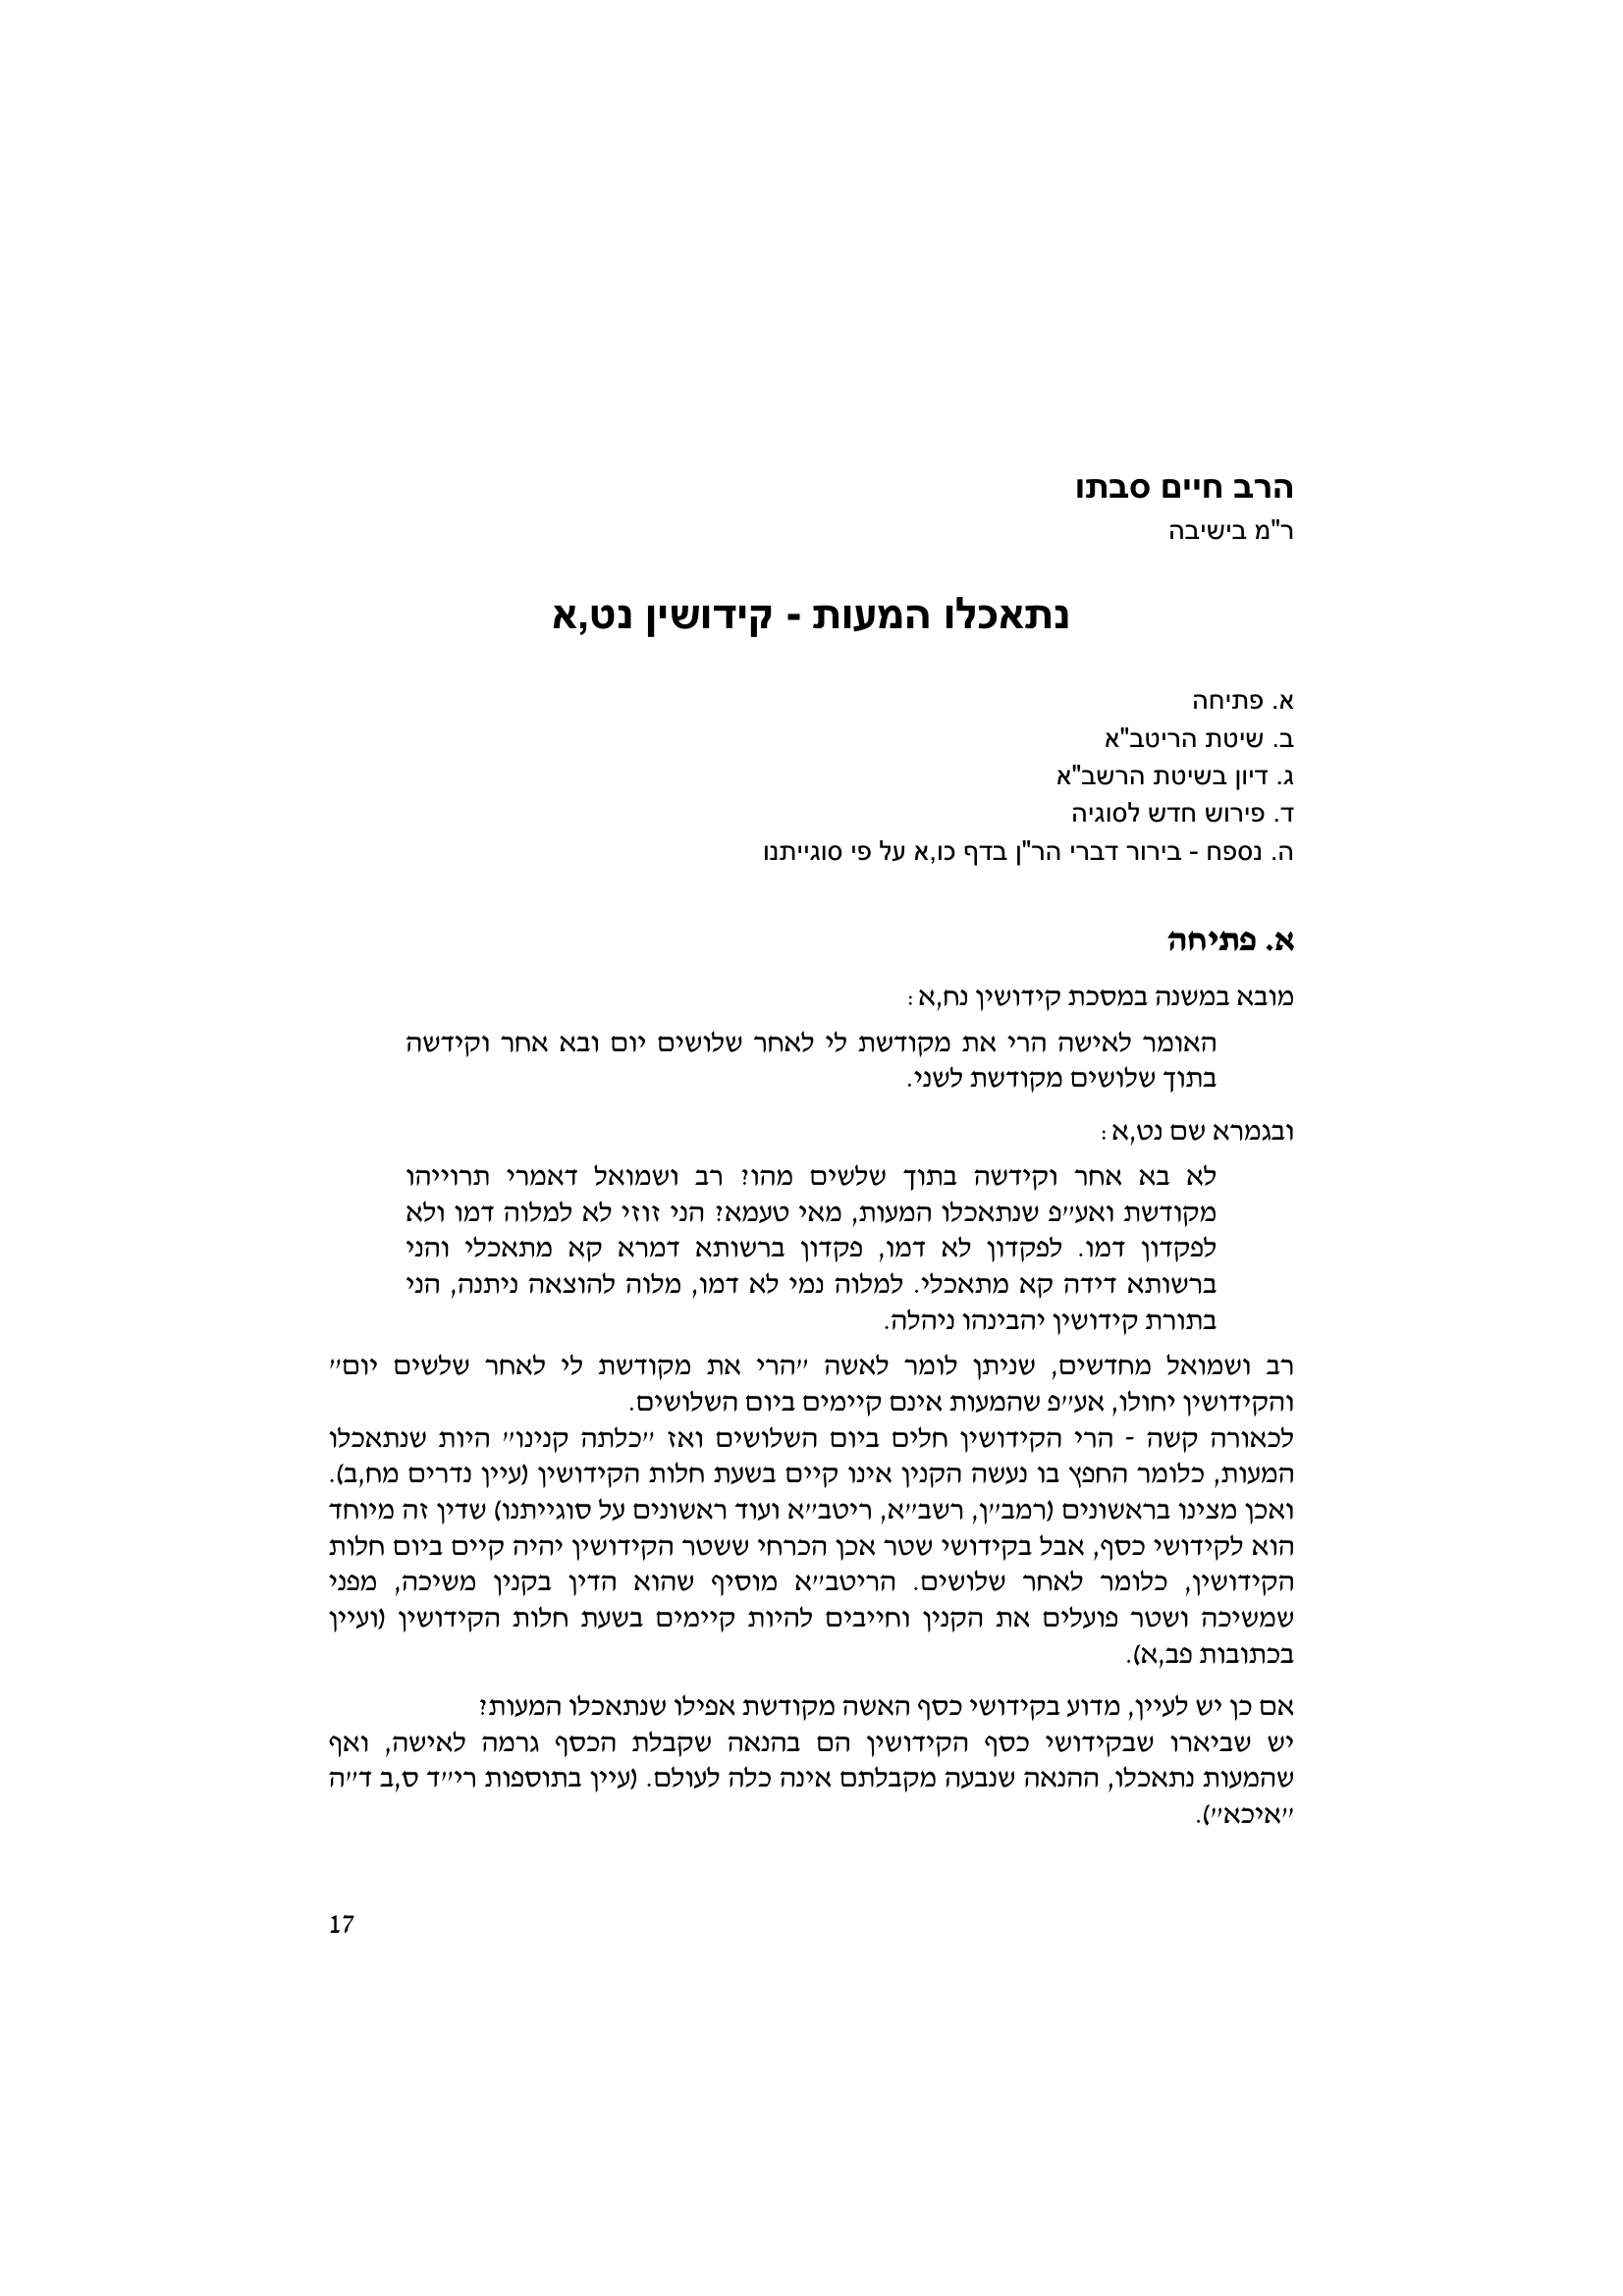 הרב חיים סבתו
ר"מ בישיבה
נתאכלו המעות - קידושין נט,א
א. פתיחה
ב. שיטת הריטב"א
ג. דיון בשיטת הרשב"א
ד. פירוש חדש לסוגיה
ה. נספח - בירור דברי הר"ן בדף כו,א על פי סוגייתנו
א. פתיחה
מובא במשנה במסכת קידושין נח,א:
האומר לאישה הרי את מקודשת לי לאחר שלושים יום ובא אחר וקידשה
בתוך שלושים מקודשת לשני.
ובגמרא שם נט,א:
לא בא אחר וקידשה בתוך שלשים מהו? רב ושמואל דאמרי תרוייהו
מקודשת ואע״פ שנתאכלו המעות, מאי טעמא? הני זוזי לא למלוה דמו ולא
לפקדון דמו. לפקדון לא דמו, פקדון ברשותא דמרא קא מתאכלי והני
ברשותא דידה קא מתאכלי. למלוה נמי לא דמו, מלוה להוצאה ניתנה, הני
בתורת קידושין יהבינהו ניהלה.
רב ושמואל מחדשים, שניתן לומר לאשה ״הרי את מקודשת לי לאחר שלשים יום״
והקידושין יחולו, אע״פ שהמעות אינם קיימים ביום השלושים.
לכאורה קשה - הרי הקידושין חלים ביום השלושים ואז ״כלתה קנינו״ היות שנתאכלו
המעות, כלומר החפץ בו נעשה הקנין אינו קיים בשעת חלות הקידושין (עיין נדרים מח,ב).
ואכן מצינו בראשונים (רמב״ן, רשב״א, ריטב״א ועוד ראשונים על סוגייתנו) שדין זה מיוחד
הוא לקידושי כסף, אבל בקידושי שטר אכן הכרחי ששטר הקידושין יהיה קיים ביום חלות
הקידושין, כלומר לאחר שלושים. הריטב״א מוסיף שהוא הדין בקנין משיכה, מפני
שמשיכה ושטר פועלים את הקנין וחייבים להיות קיימים בשעת חלות הקידושין (ועיין
בכתובות פב,א).
אם כן יש לעיין, מדוע בקידושי כסף האשה מקודשת אפילו שנתאכלו המעות?
יש שביארו שבקידושי כסף הקידושין הם בהנאה שקבלת הכסף גרמה לאישה, ואף
שהמעות נתאכלו, ההנאה שנבעה מקבלתם אינה כלה לעולם. (עיין בתוספות רי״ד ס,ב ד״ה
״איכא״).
17